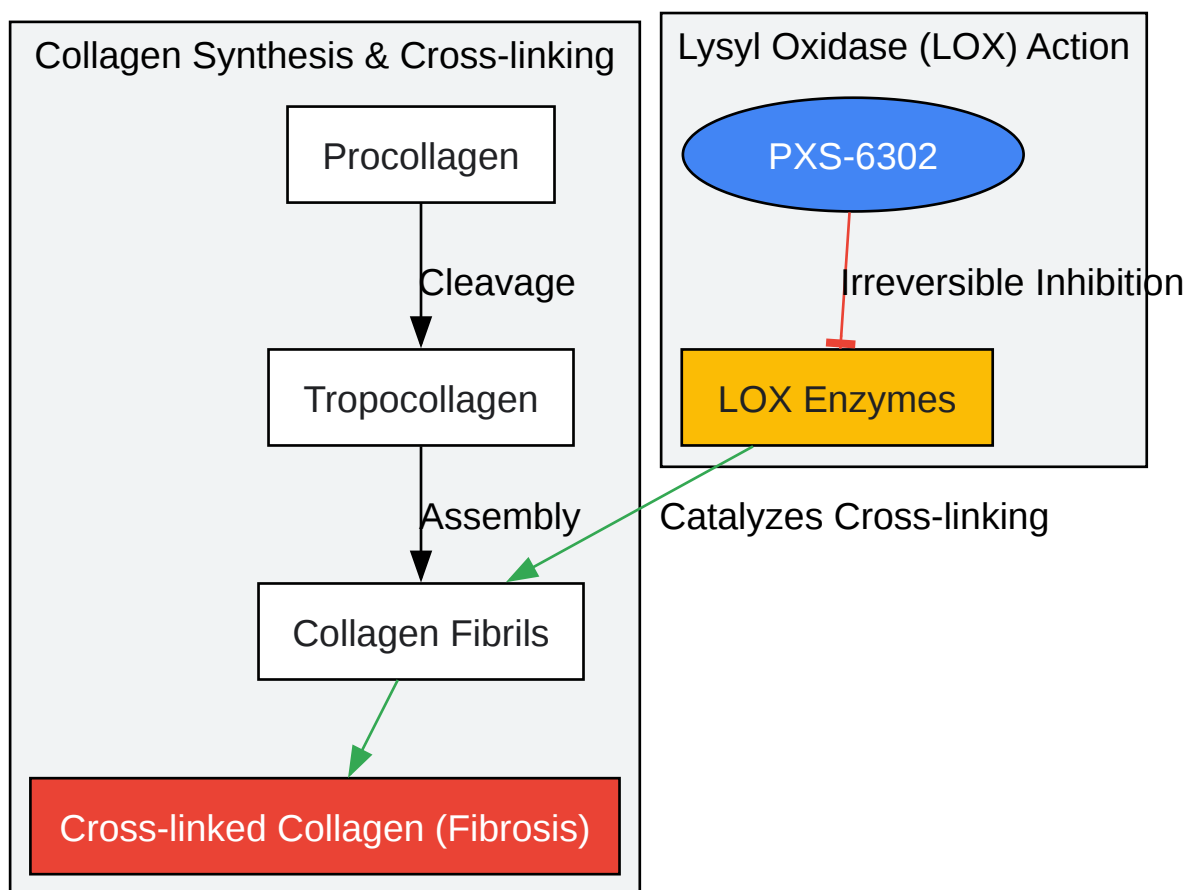 Collagen Synthesis & Cross-linking
Procollagen
Cleavage
Tropocollagen
Assembly
Collagen Fibrils
Cross-linked Collagen (Fibrosis)
Lysyl Oxidase (LOX) Action
PXS-6302
Irreversible Inhibition
LOX Enzymes
Catalyzes Cross-linking